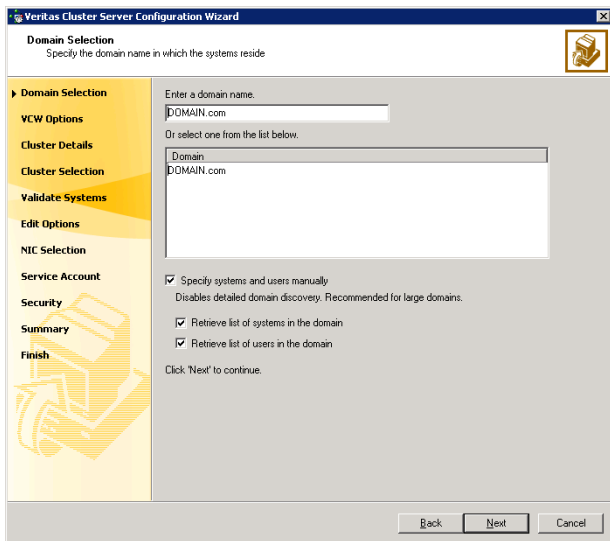 Veritas Cluster Server Configuration Wizard
Domain Selection
Specify the domain name in which the systems reside
Domain Selection
VCW Options
Cluster Details
Cluster Selection
Validate Systems
Edit Options
NIC Selection
Service Account
Security
Summary
Finish
Enter a domain name.
DOMAIN.com
Or select one from the list below.
Domain
DOMAIN.com
Specify systems and users manually
Disables detailed domain discovery. Recommended for large domains.
Retrieve list of systems in the domain
Retrieve list of users in the domain
Click 'Next' to continue.
Back Next Cancel